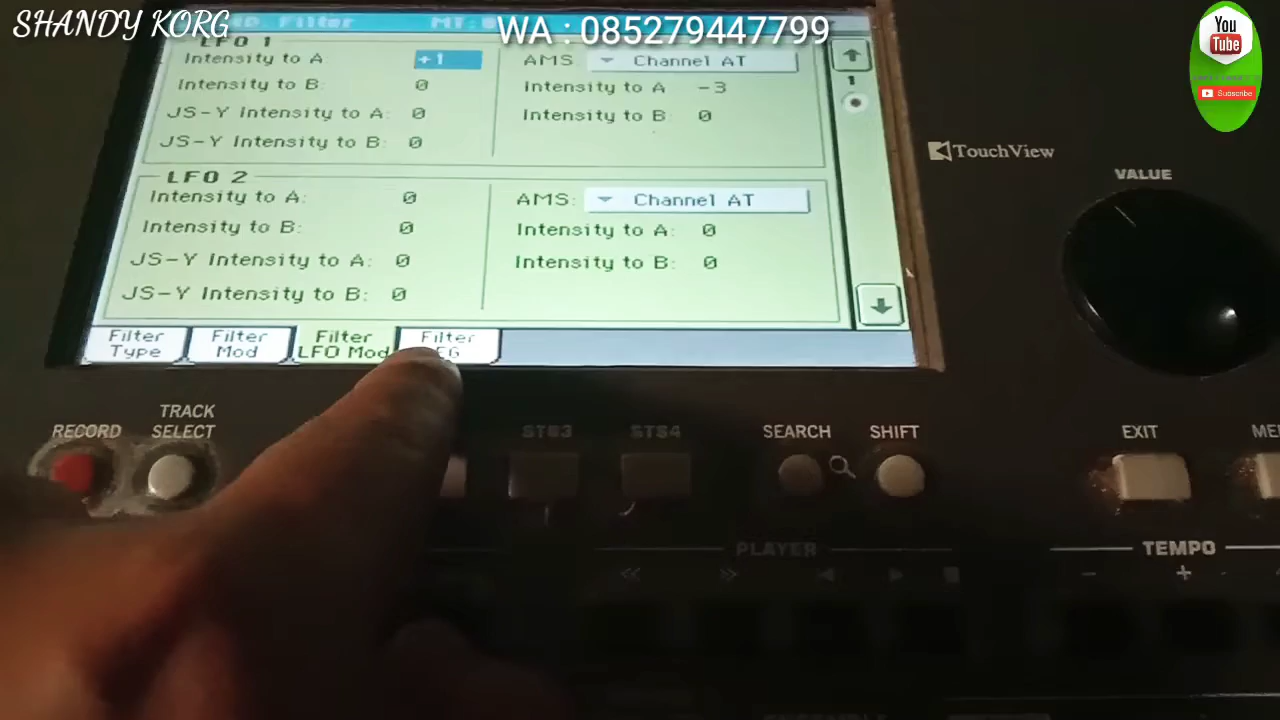 SHANDY KORG
WA : 085279447799
You
Tube
Subscribe
Filter
LFO 1
Intensity to A +1
AMS: Channel AT
1
Intensity to B: 0
Intensity to A -3
JS-Y Intensity to A: 0
Intensity to B 0
JS-Y Intensity to B: 0
TouchView
VALUE
LFO 2
Intensity to A: 0
AMS: Channel AT
Intensity to B: 0
Intensity to A: 0
JS-Y Intensity to A: 0
Intensity to B: 0
JS-Y Intensity to B: 0
Filter Type
Filter Mod
Filter LFO Mod
Filter
TRACK SELECT
RECORD
STS3
STS4
SEARCH
SHIFT
EXIT
PLAYER
TEMPO
- +